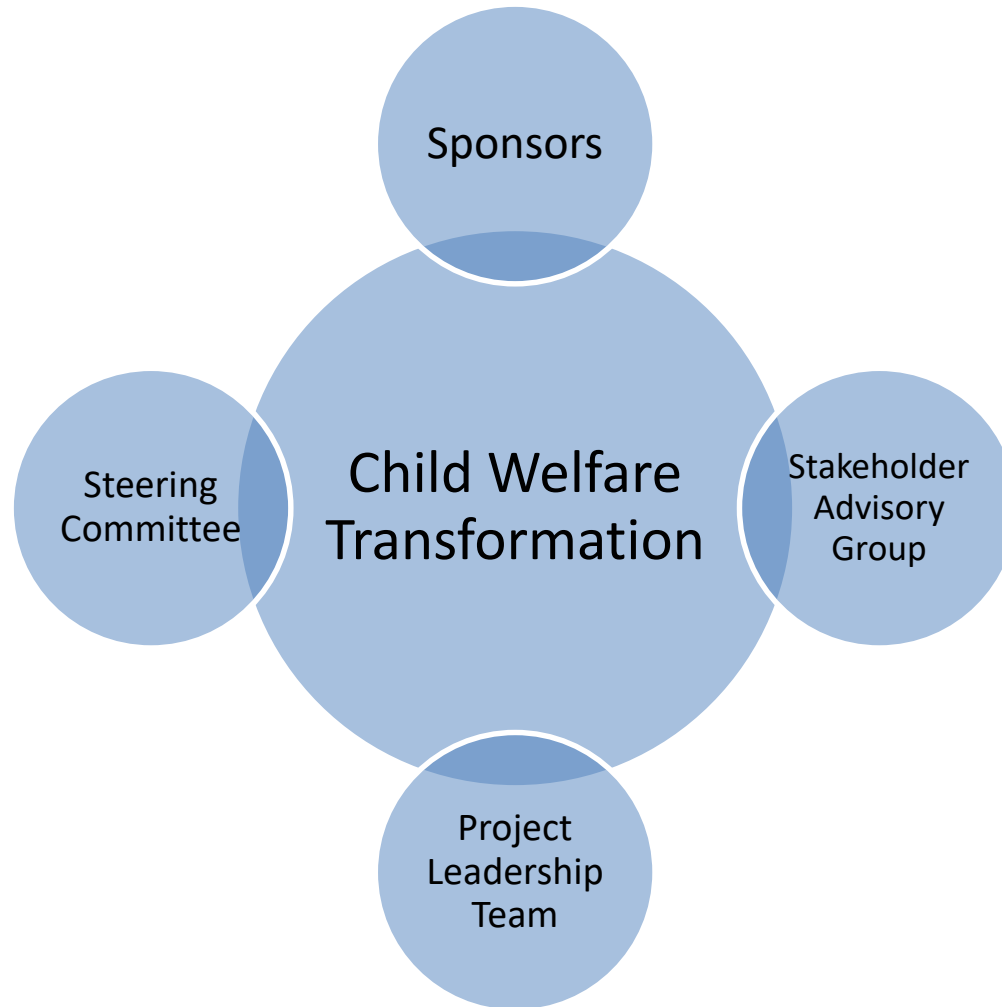 Sponsors
Steering
Committee
Child Welfare
Transformation
Stakeholder
Advisory
Group
Project
Leadership
Team